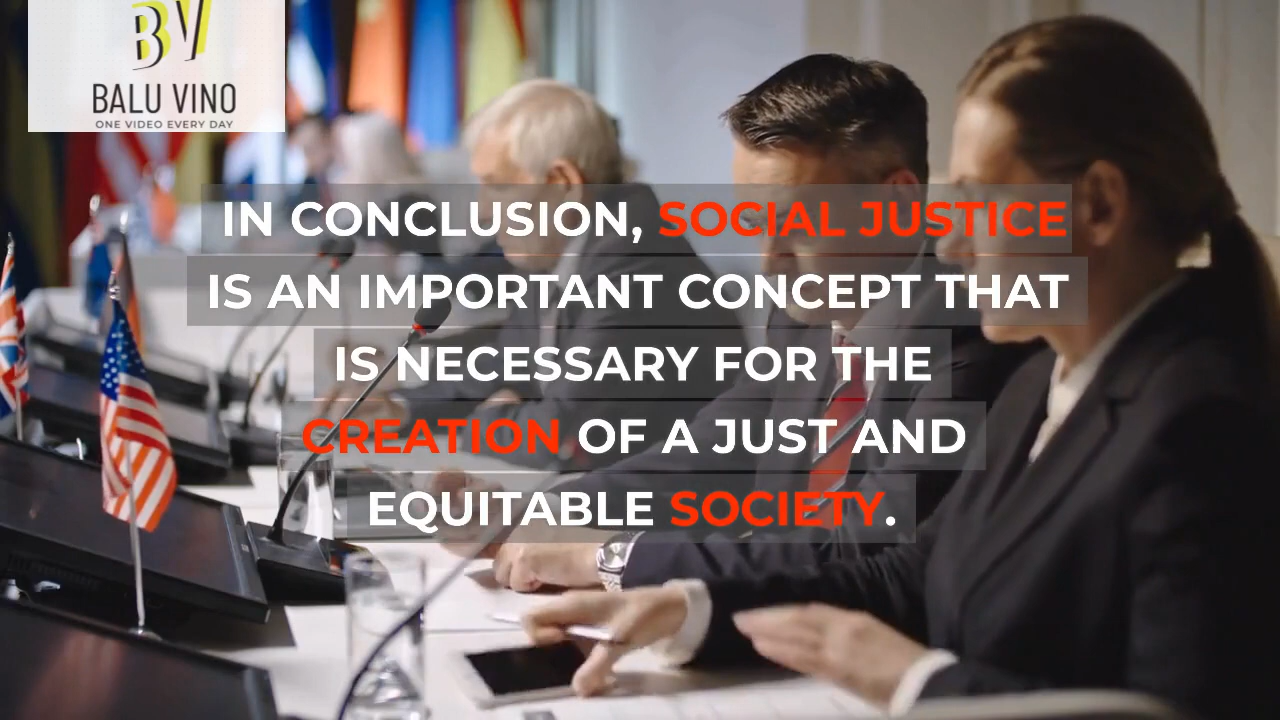 BV
BALU VINO
ONE VIDEO EVERY DAY
IN CONCLUSION, SOCIAL JUSTICE
IS AN IMPORTANT CONCEPT THAT
IS NECESSARY FOR THE
CREATION OF A JUST AND
EQUITABLE SOCIETY.